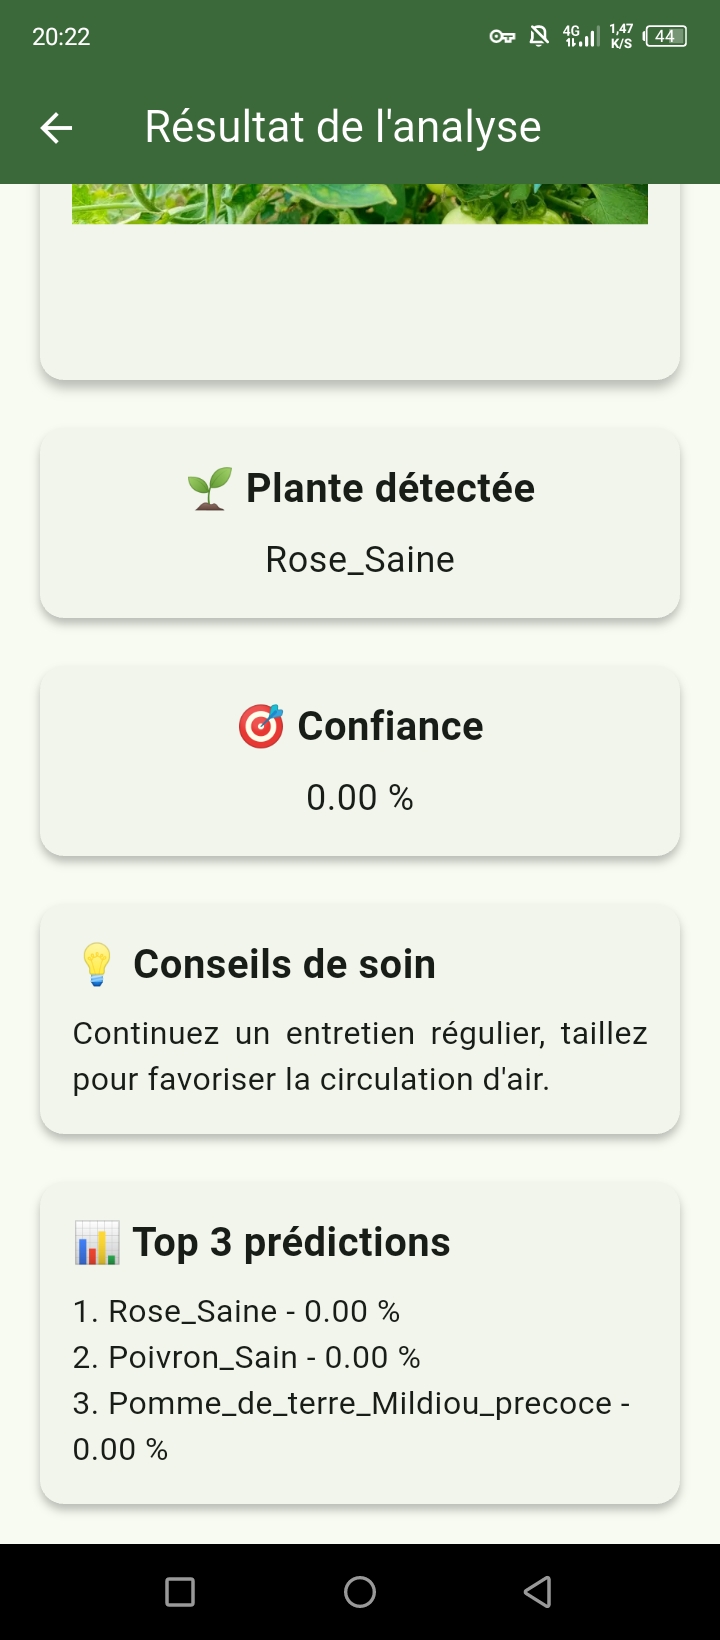 20:22
4G
1,47
K/S
44
Résultat de l'analyse
Plante détectée
Rose_Saine
Confiance
0.00 %
Conseils de soin
Continuez un entretien régulier, taillez
pour favoriser la circulation d'air.
Top 3 prédictions
1. Rose_Saine - 0.00 %
2. Poivron_Sain - 0.00 %
3. Pomme_de_terre_Mildiou_precoce -
0.00 %